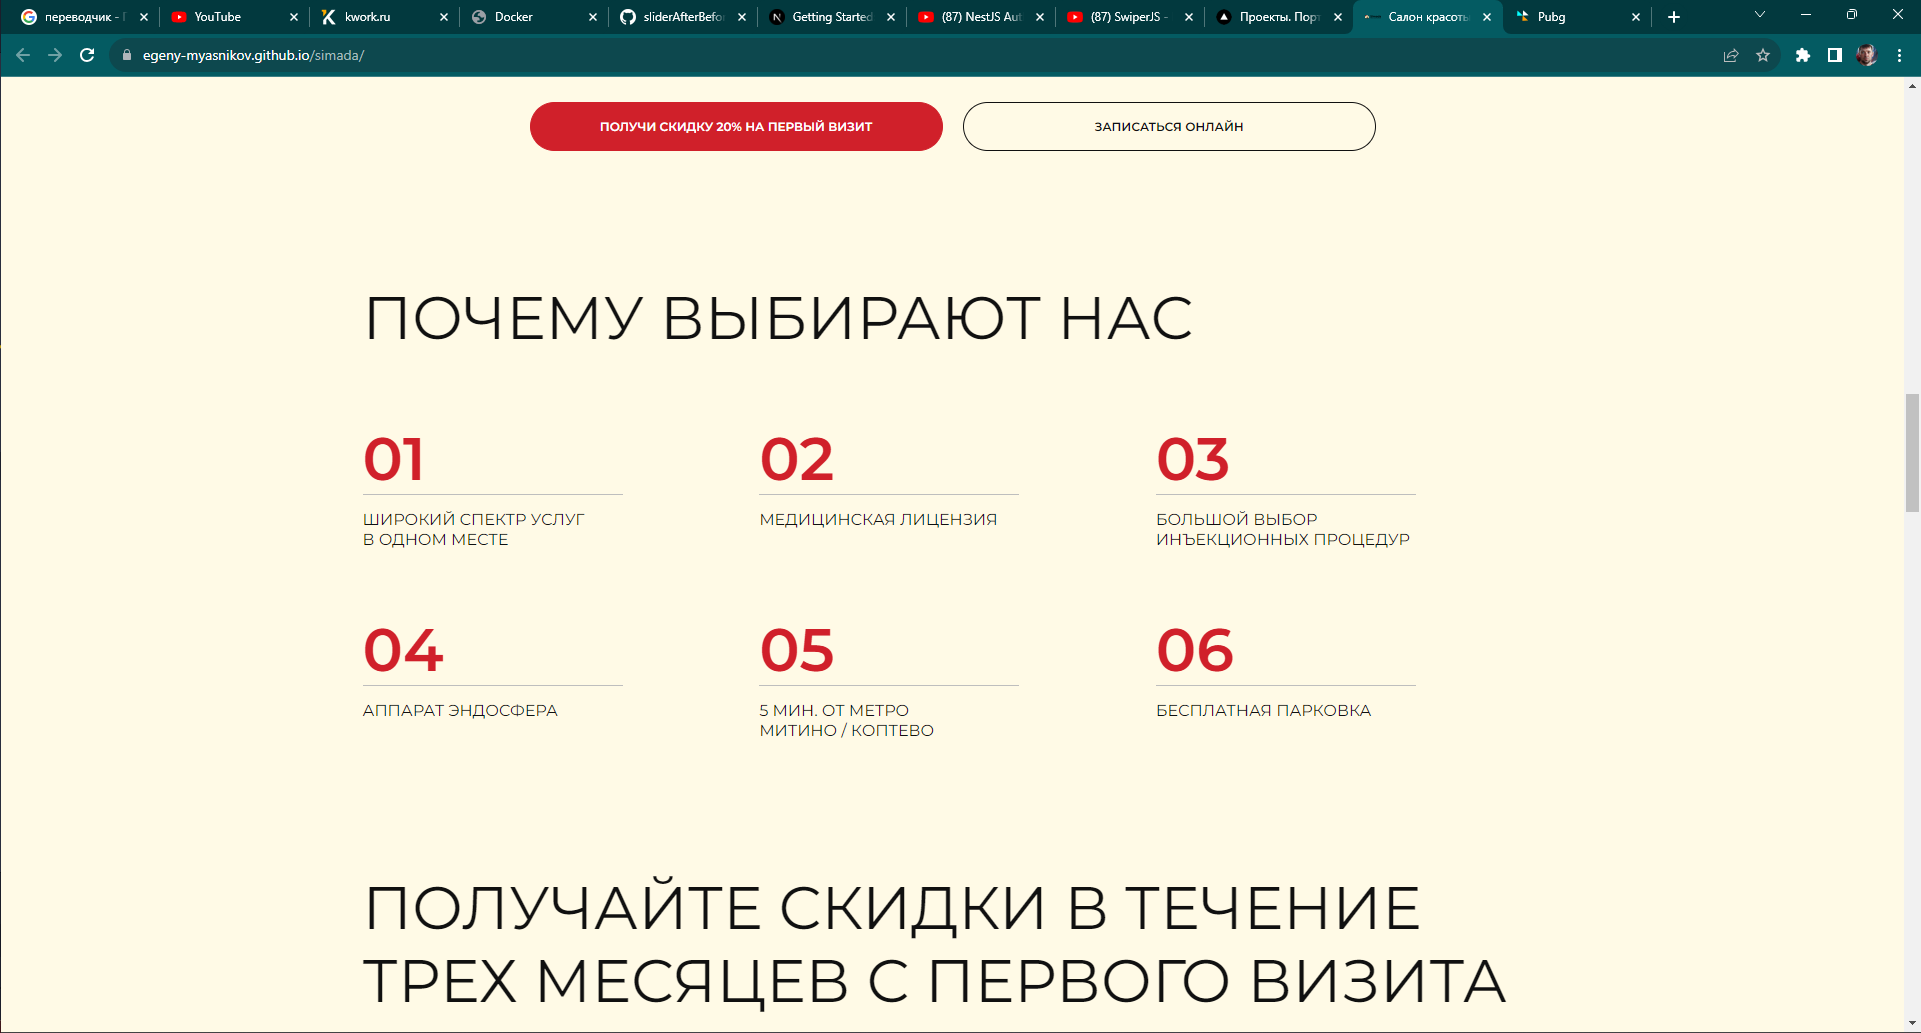 переводчик - 
YouTube
kwork.ru
Docker
sliderAfterBefor
Getting Started
(87) NestJS Aut
(87) SwiperJS -
Проекты. Порт
Салон красоты
Pubg
egeny-myasnikov.github.io/simada/
ПОЛУЧИ СКИДКУ 20% НА ПЕРВЫЙ ВИЗИТ
ЗАПИСАТЬСЯ ОНЛАЙН
ПОЧЕМУ ВЫБИРАЮТ НАС
01
ШИРОКИЙ СПЕКТР УСЛУГ
В ОДНОМ МЕСТЕ
02
МЕДИЦИНСКАЯ ЛИЦЕНЗИЯ
03
БОЛЬШОЙ ВЫБОР
ИНЪЕКЦИОННЫХ ПРОЦЕДУР
04
АППАРАТ ЭНДОСФЕРА
05
5 МИН. ОТ МЕТРО
МИТИНО / КОПТЕВО
06
БЕСПЛАТНАЯ ПАРКОВКА
ПОЛУЧАЙТЕ СКИДКИ В ТЕЧЕНИЕ
ТРЕХ МЕСЯЦЕВ С ПЕРВОГО ВИЗИТА